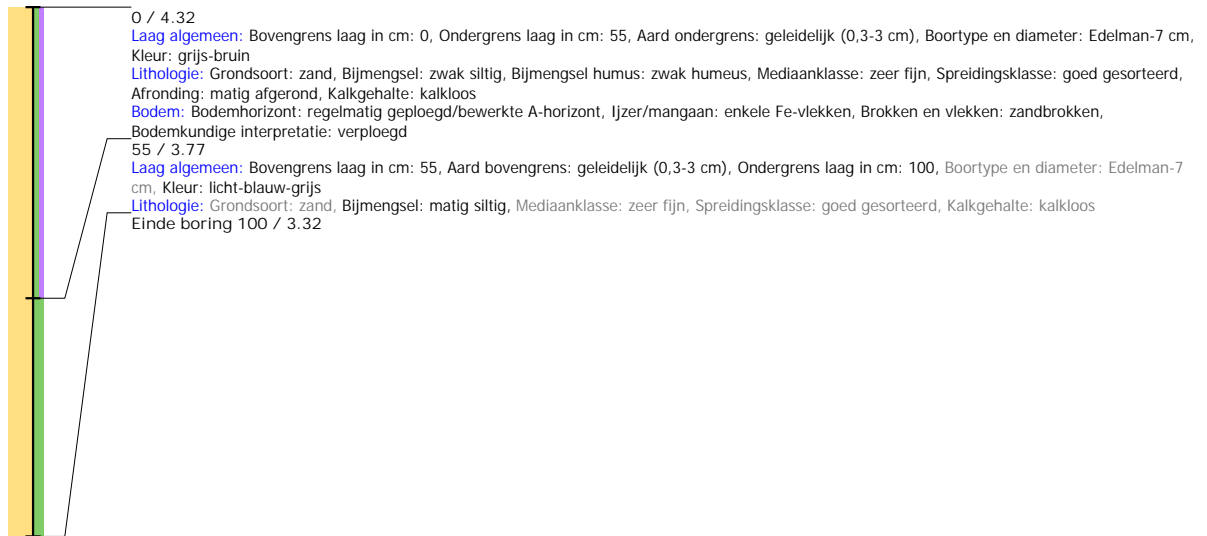 0 / 4.32
Laag algemeen: Bovengrens laag in cm: 0, Ondergrens laag in cm: 55, Aard ondergrens: geleidelijk (0,3-3 cm), Boortype en diameter: Edelman-7 cm,
Kleur: grijs-bruin
Lithologie: Grondsoort: zand, Bijmengsel: zwak siltig, Bijmengsel humus: zwak humeus, Mediaanklasse: zeer fijn, Spreidingsklasse: goed gesorteerd,
Afronding: matig afgerond, Kalkgehalte: kalkloos
Bodem: Bodemhorizont: regelmatig geploegd/bewerkte A-horizont, Ijzer/mangaan: enkele Fe-vlekken, Brokken en vlekken: zandbrokken,
Bodemkundige interpretatie: verploegd
55 / 3.77
Laag algemeen: Bovengrens laag in cm: 55, Aard bovengrens: geleidelijk (0,3-3 cm), Ondergrens laag in cm: 100, Boortype en diameter: Edelman-7
cm, Kleur: licht-blauw-grijs
Lithologie: Grondsoort: zand, Bijmengsel: matig siltig, Mediaanklasse: zeer fijn, Spreidingsklasse: goed gesorteerd, Kalkgehalte: kalkloos
Einde boring 100 / 3.32